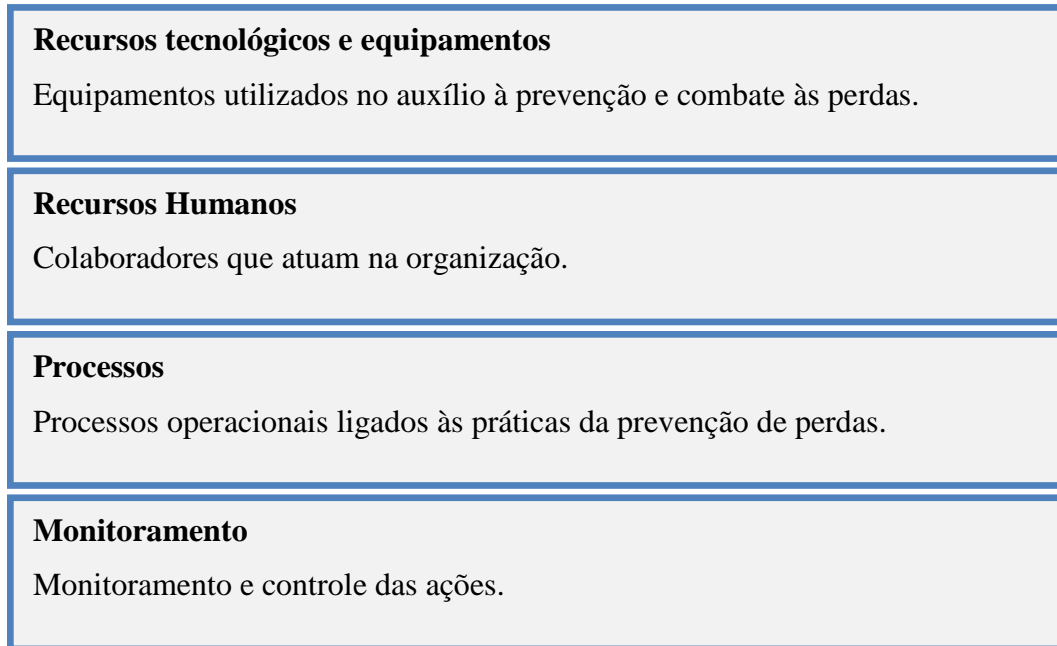 Recursos tecnológicos e equipamentos
Equipamentos utilizados no auxílio à prevenção e combate às perdas.
Recursos Humanos
Colaboradores que atuam na organização.
Processos
Processos operacionais ligados às práticas da prevenção de perdas.
Monitoramento
Monitoramento e controle das ações.